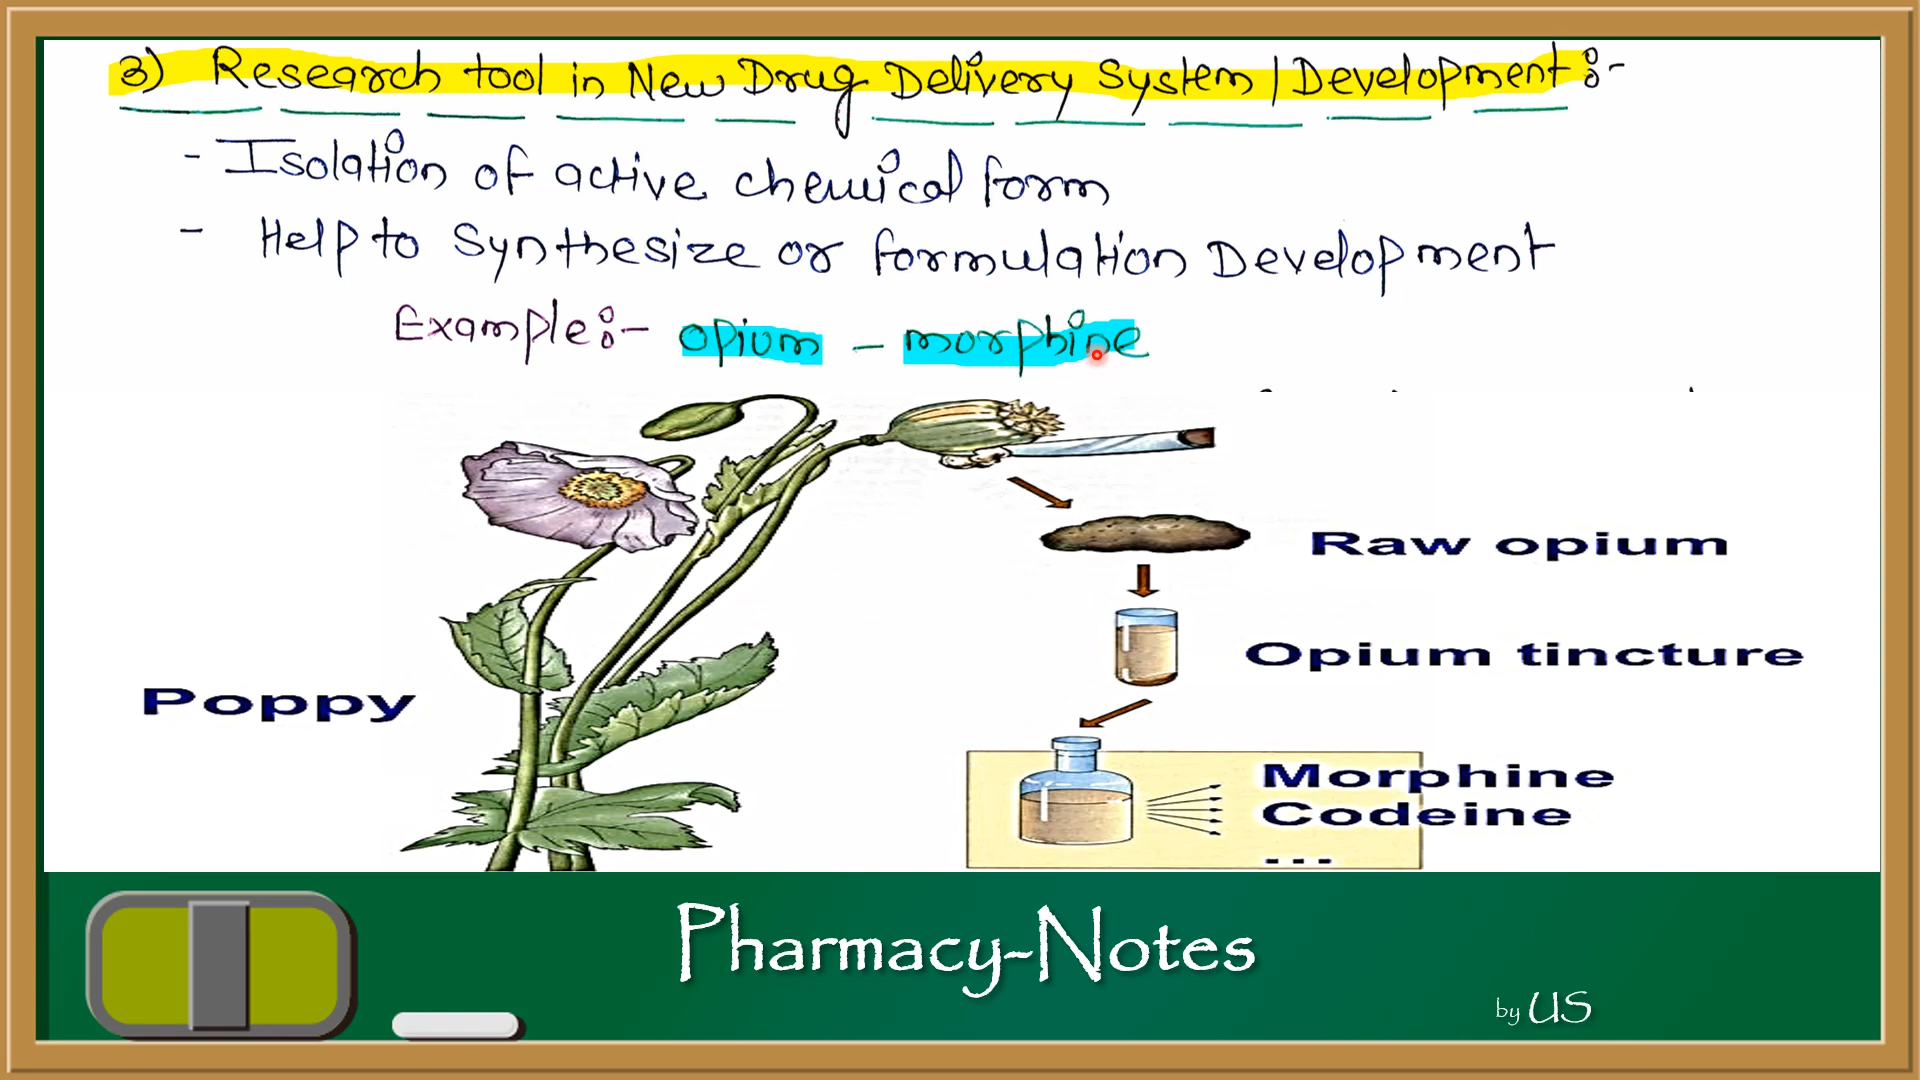 3) Research tool in New Drug Delivery System / Development :-
- Isolation of active chemical form
- Help to Synthesize or formulation Development
Example :- opium - morphine
Raw opium
Opium tincture
Poppy
Morphine
Codeine
...
Pharmacy-Notes
by US